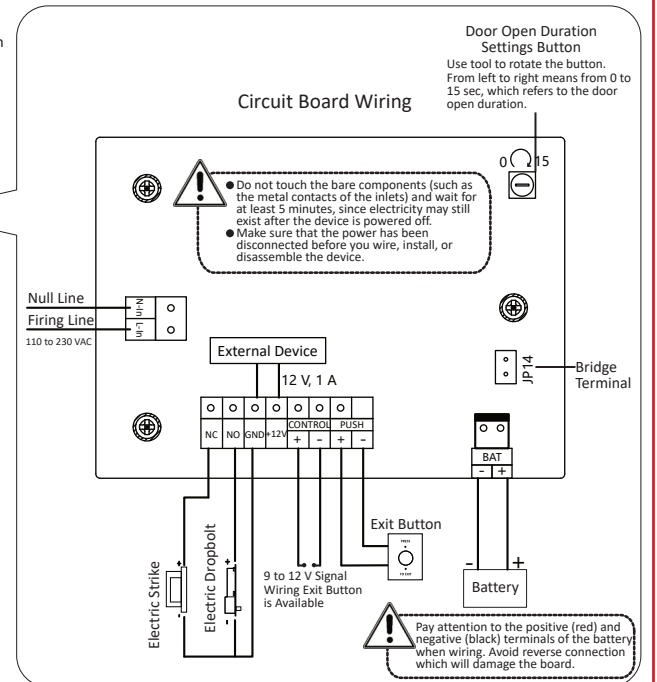 n
Door Open Duration
Settings Button
Use tool to rotate the button.
From left to right means from 0 to
15 sec, which refers to the door
open duration.
Circuit Board Wiring
0 15
● Do not touch the bare components (such as
the metal contacts of the inlets) and wait for
at least 5 minutes, since electricity may still
exist after the device is powered off.
● Make sure that the power has been
disconnected before you wire, install, or
disassemble the device.
Null Line
N-In
Firing Line
L-In
110 to 230 VAC
External Device
12 V, 1 A
JP14
Bridge
Terminal
NC NO GND +12V CONTROL PUSH
+ - + -
BAT
- +
Exit Button
PRESS
TO EXIT
Electric Strike
+
-
Electric Dropbolt
+
-
9 to 12 V Signal
Wiring Exit Button
is Available
- +
Battery
Pay attention to the positive (red) and
negative (black) terminals of the battery
when wiring. Avoid reverse connection
which will damage the board.